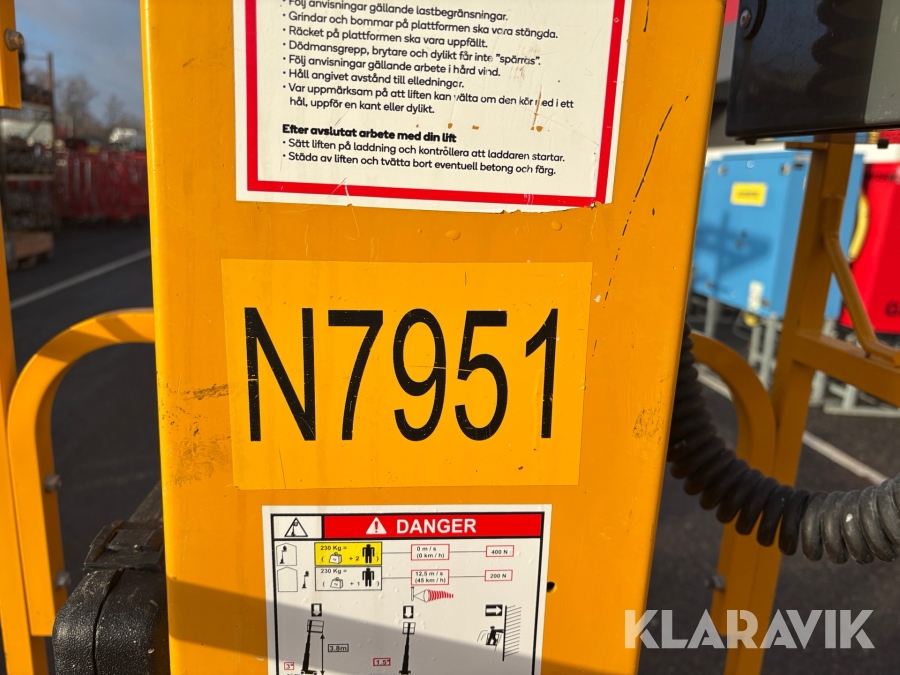 • Följ anvisningar gällande lastbegränsningar.
• Grindar och bommar på plattformen ska vara stängda.
• Räcket på plattformen ska vara uppfällt.
• Dödmansgrepp, brytare och dylikt får inte "spärras".
• Följ anvisningar gällande arbete i hård vind.
• Håll angivet avstånd till elledningar.
• Var uppmärksam på att liften kan välta om den kör ned i ett
hål, uppför en kant eller dylikt.
Efter avslutat arbete med din lift
• Sätt liften på laddning och kontrollera att laddaren startar.
• Städa av liften och tvätta bort eventuell betong och färg.
N7951
DANGER
230 Kg =
( + 2 )
0 m / s
(0 km / h)
400 N
230 Kg =
( + 1 )
12,5 m / s
(45 km / h)
200 N
3.8m
3°
1.5°
KLARAVIK